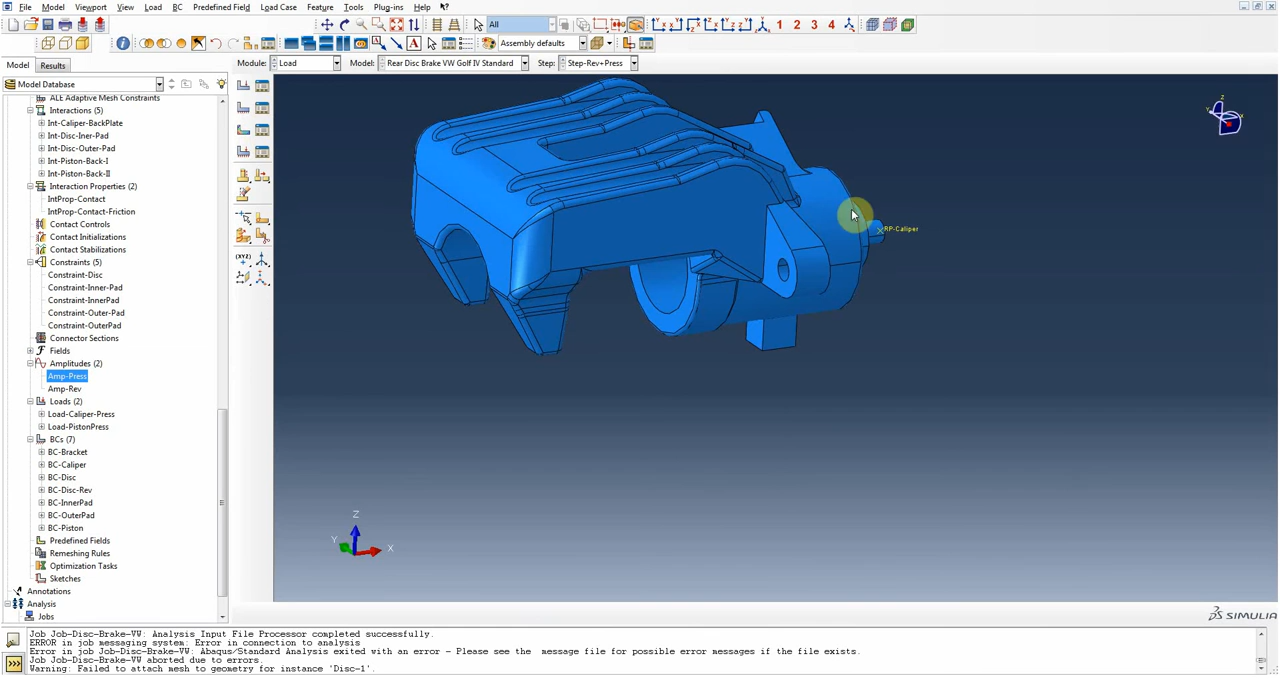 File Model Viewport View Load BC Predefined Field Load Case Feature Tools Plug-ins Help
All
1 2 3 4
Assembly defaults
Model Results Module: Load Model: Rear Disc Brake VW Golf IV Standard Step: Step-Rev+Press
Model Database
ALE Adaptive Mesh Constraints
Interactions (5)
Int-Caliper-BackPlate
Int-Disc-Iner-Pad
Int-Disc-Outer-Pad
Int-Piston-Back-I
Int-Piston-Back-II
Interaction Properties (2)
IntProp-Contact
IntProp-Contact-Friction
Contact Controls
Contact Initializations
Contact Stabilizations
Constraints (5)
Constraint-Disc
Constraint-Inner-Pad
Constraint-InnerPad
Constraint-Outer-Pad
Constraint-OuterPad
Connector Sections
Fields
Amplitudes (2)
Amp-Press
Amp-Rev
Loads (2)
Load-Caliper-Press
Load-PistonPress
BCs (7)
BC-Bracket
BC-Caliper
BC-Disc
BC-Disc-Rev
BC-InnerPad
BC-OuterPad
BC-Piston
Predefined Fields
Remeshing Rules
Optimization Tasks
Sketches
Annotations
Analysis
Jobs
(XYZ)
RP-Caliper
Z
Y
X
Z
Y
X
SIMULIA
Job Job-Disc-Brake-VW: Analysis Input File Processor completed successfully.
ERROR in job messaging system: Error in connection to analysis
Error in job Job-Disc-Brake-VW: Abaqus/Standard Analysis exited with an error - Please see the message file for possible error messages if the file exists.
Job Job-Disc-Brake-VW aborted due to errors.
Warning: Failed to attach mesh to geometry for instance 'Disc-1'.